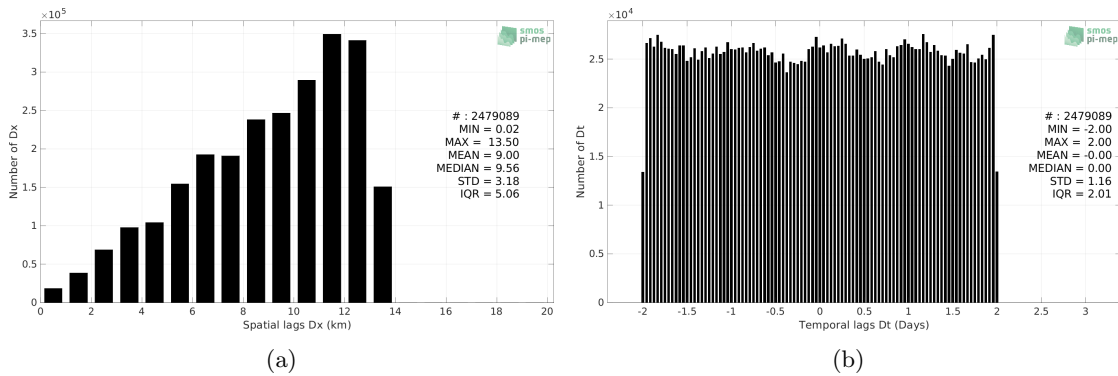 ×10⁵
3.5
3
2.5
2
1.5
1
0.5
0
Number of Dx
0 2 4 6 8 10 12 14 16 18 20
Spatial lags Dx (km)
smos
pi-mep
# : 2479089
MIN = 0.02
MAX = 13.50
MEAN = 9.00
MEDIAN = 9.56
STD = 3.18
IQR = 5.06
(a)
×10⁴
2.5
2
1.5
1
0.5
0
Number of Dt
-2 -1.5 -1 -0.5 0 0.5 1 1.5 2 2.5 3
Temporal lags Dt (Days)
smos
pi-mep
# : 2479089
MIN = -2.00
MAX = 2.00
MEAN = -0.00
MEDIAN = 0.00
STD = 1.16
IQR = 2.01
(b)